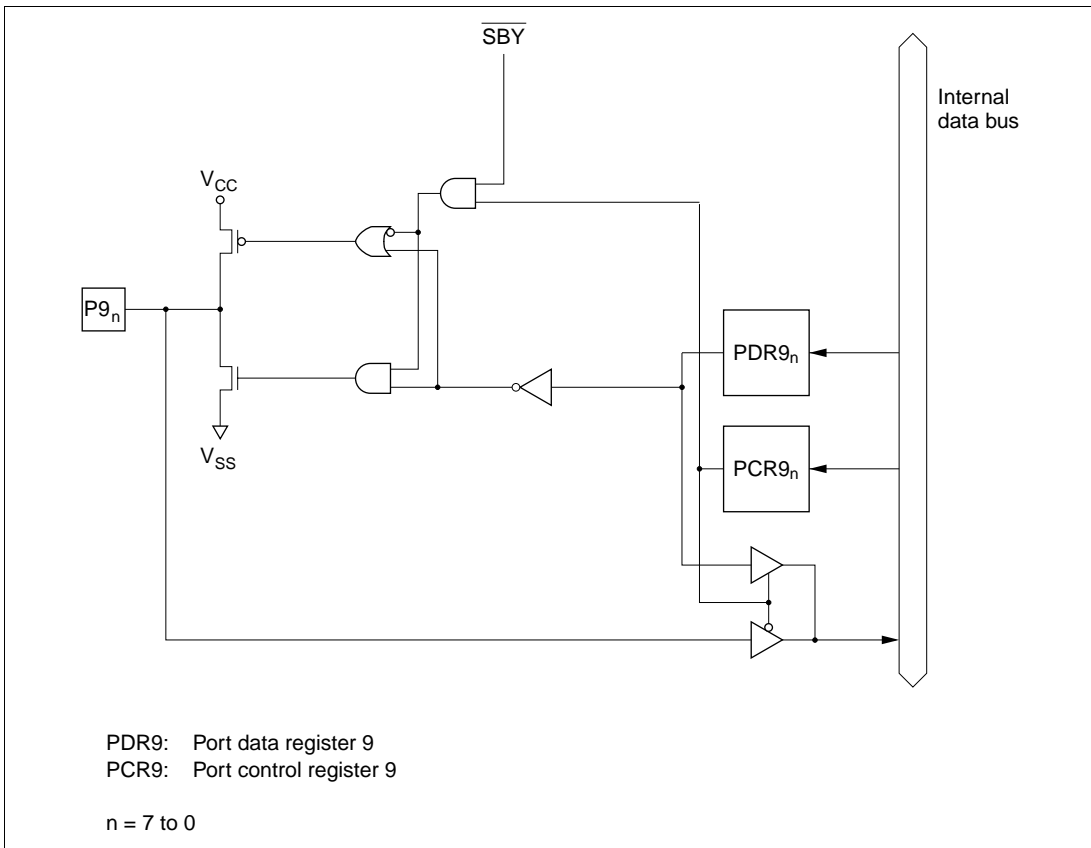 SBY
Internal
data bus
VCC
P9n
PDR9n
PCR9n
VSS
PDR9: Port data register 9
PCR9: Port control register 9
n = 7 to 0